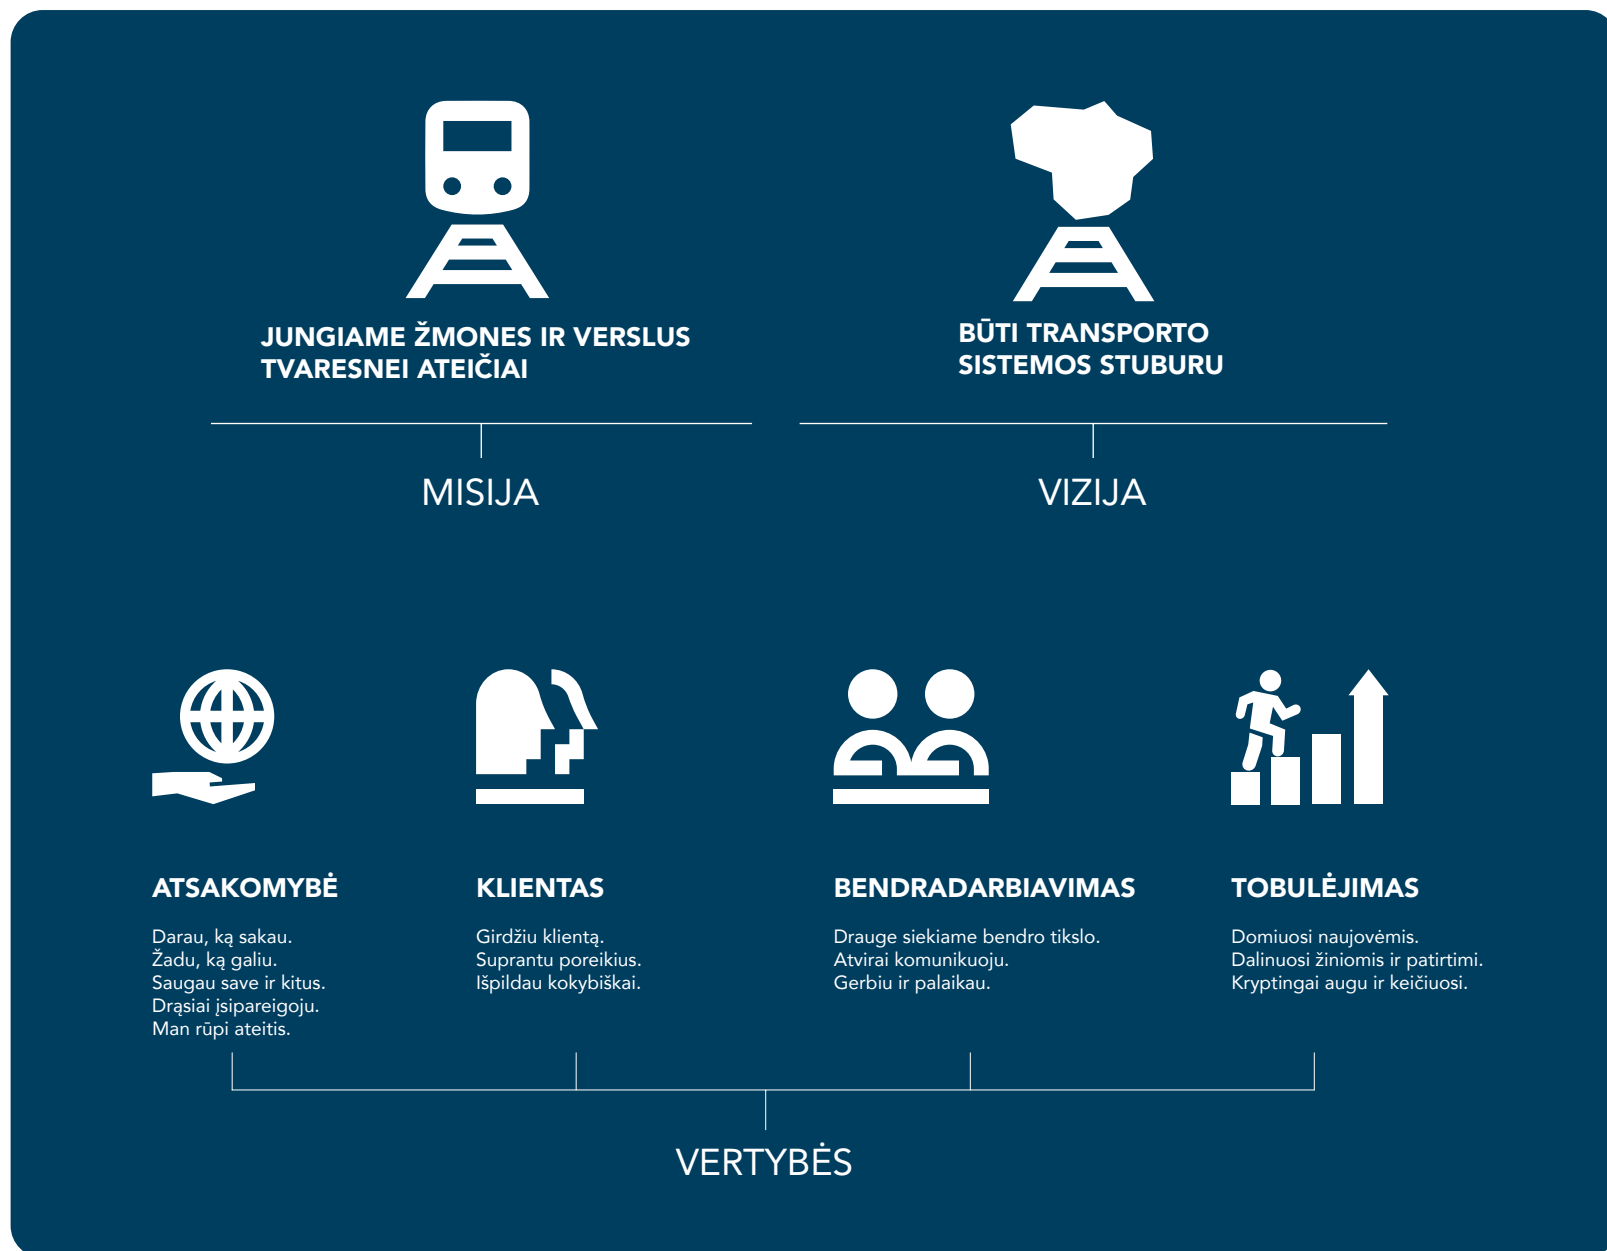 JUNGIAME ŽMONES IR VERSLUS
TVARESNEI ATEIČIAI
MISIJA
BŪTI TRANSPORTO
SISTEMOS STUBURU
VIZIJA
ATSAKOMYBĖ
Darau, ką sakau.
Žadu, ką galiu.
Saugau save ir kitus.
Drąsiai įsipareigoju.
Man rūpi ateitis.
KLIENTAS
Girdžiu klientą.
Suprantu poreikius.
Išpildau kokybiškai.
BENDRADARBIAVIMAS
Drauge siekiame bendro tikslo.
Atvirai komunikuoju.
Gerbiu ir palaikau.
TOBULĖJIMAS
Domiuosi naujovėmis.
Dalinuosi žiniomis ir patirtimi.
Kryptingai augu ir keičiuosi.
VERTYBĖS